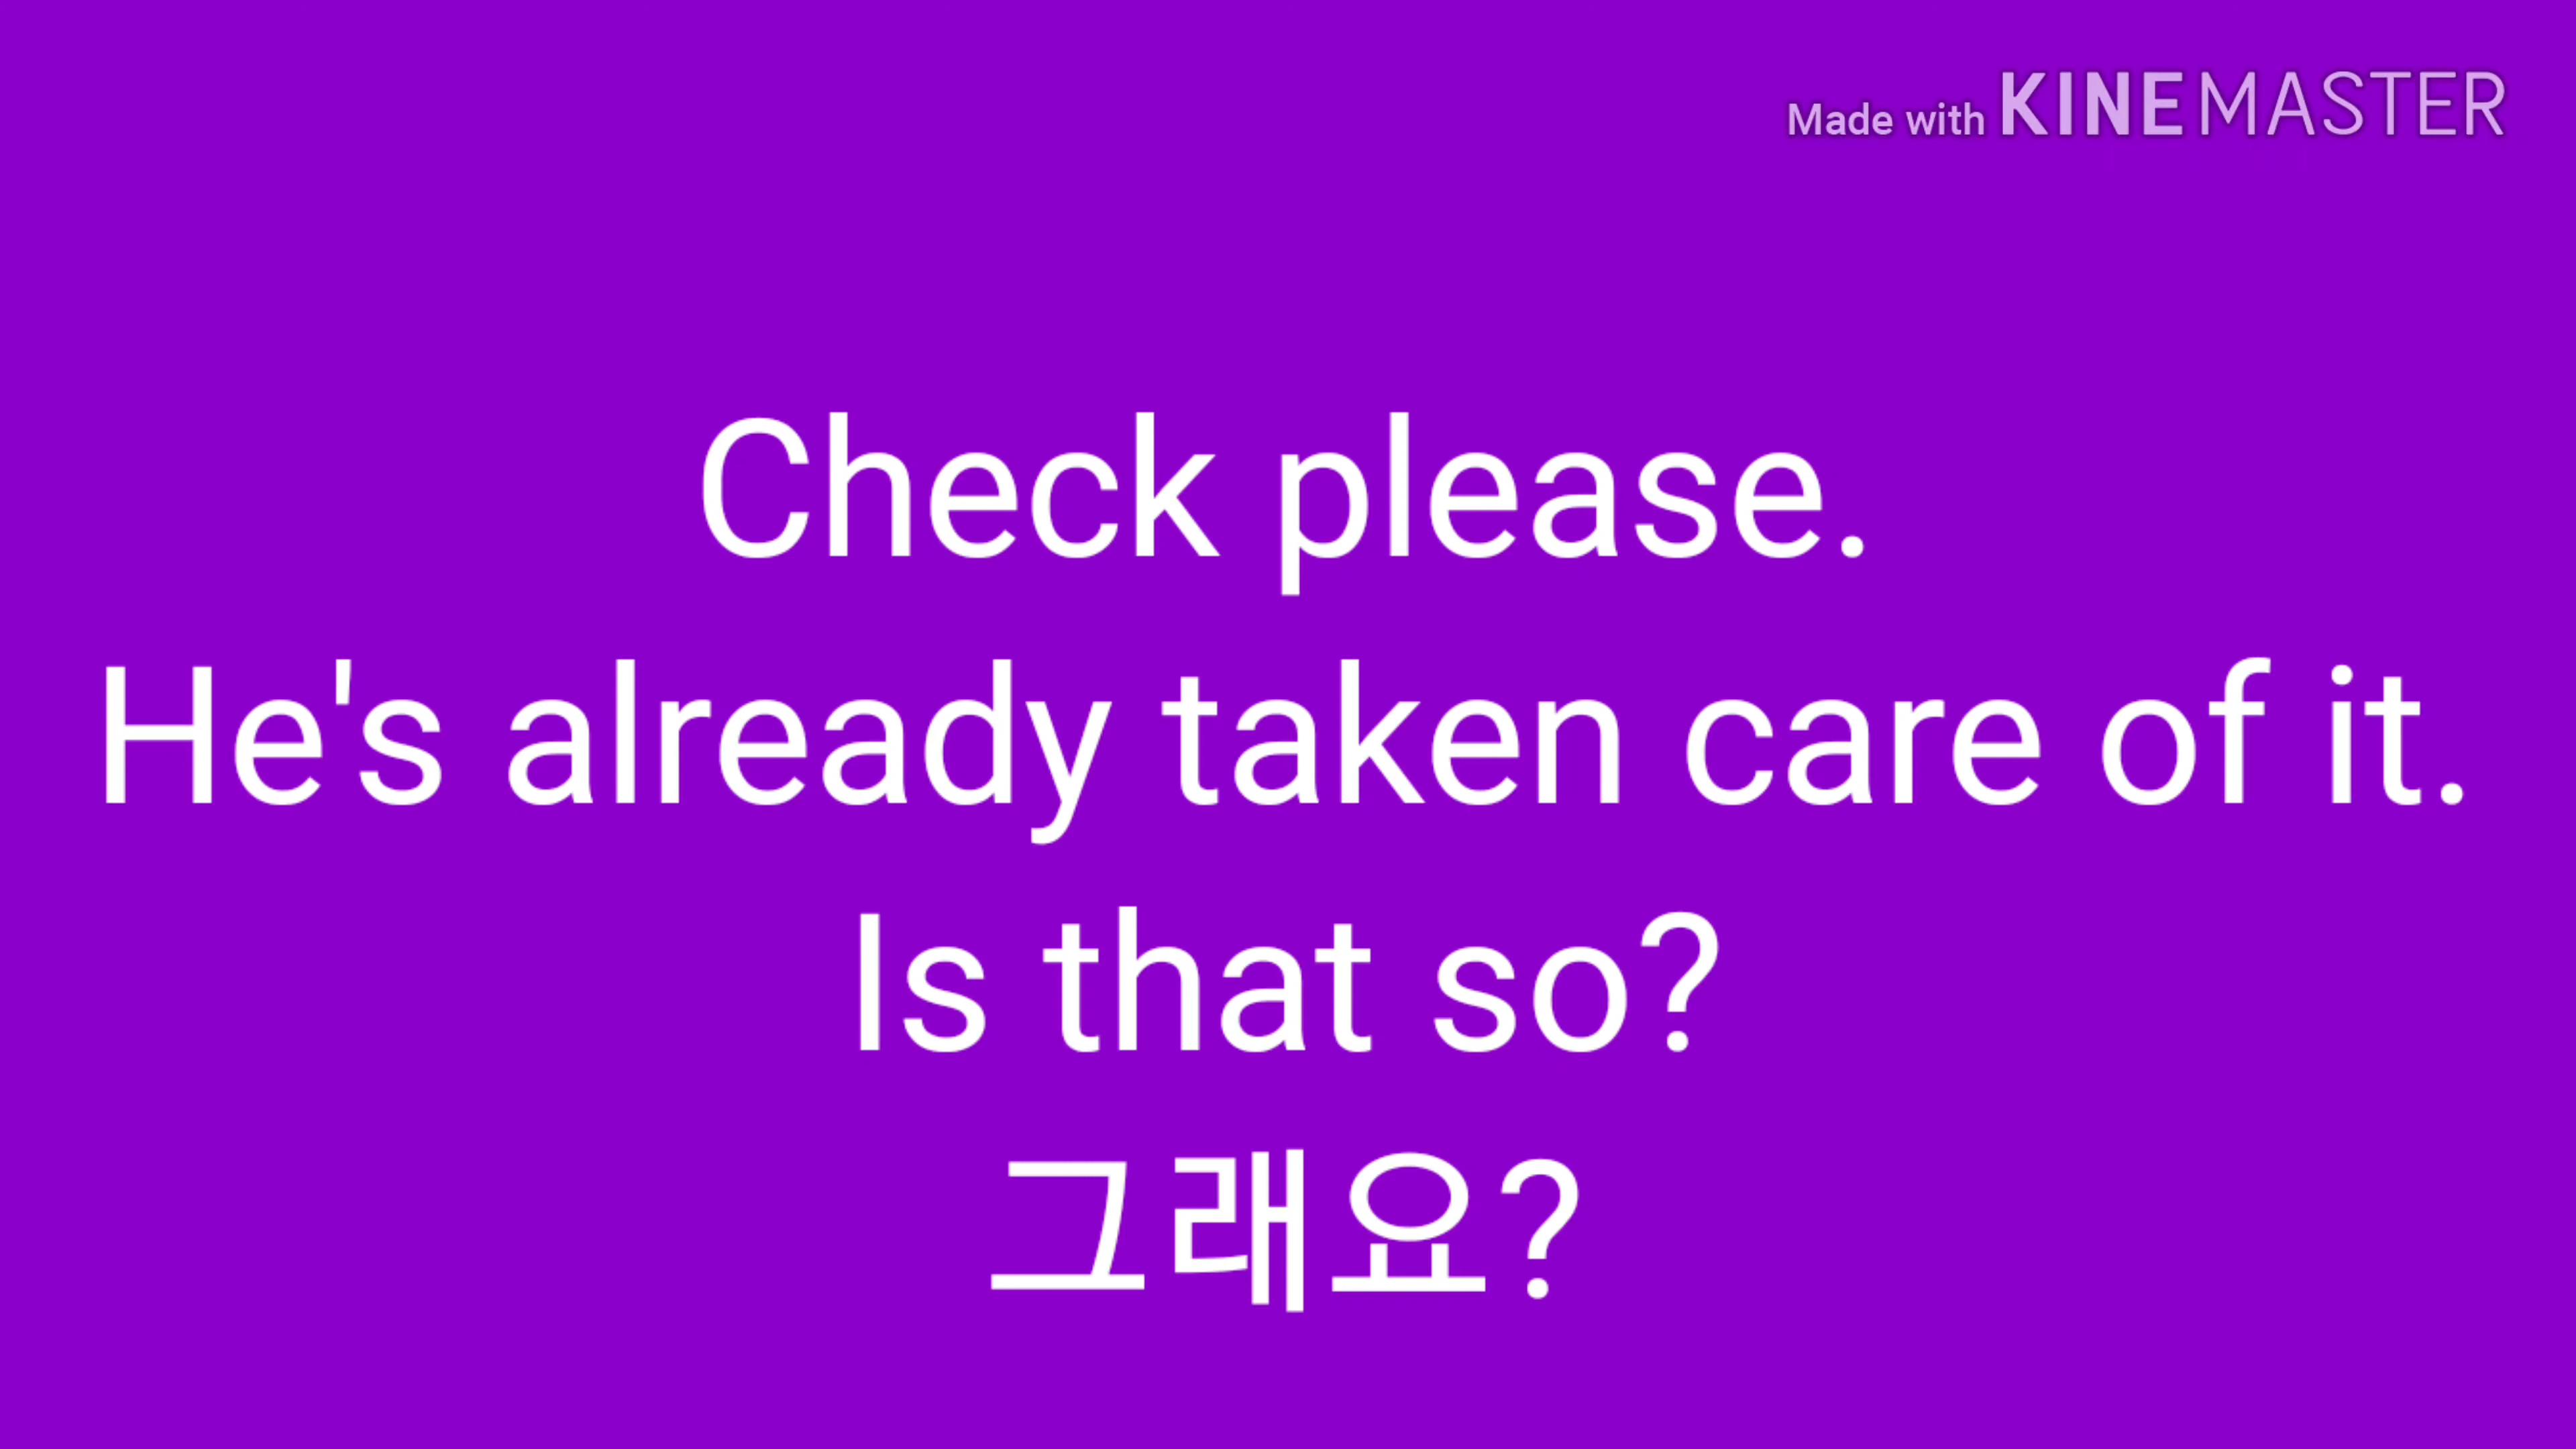 Made with KINEMASTER
Check please.
He's already taken care of it.
Is that so?
그래요?